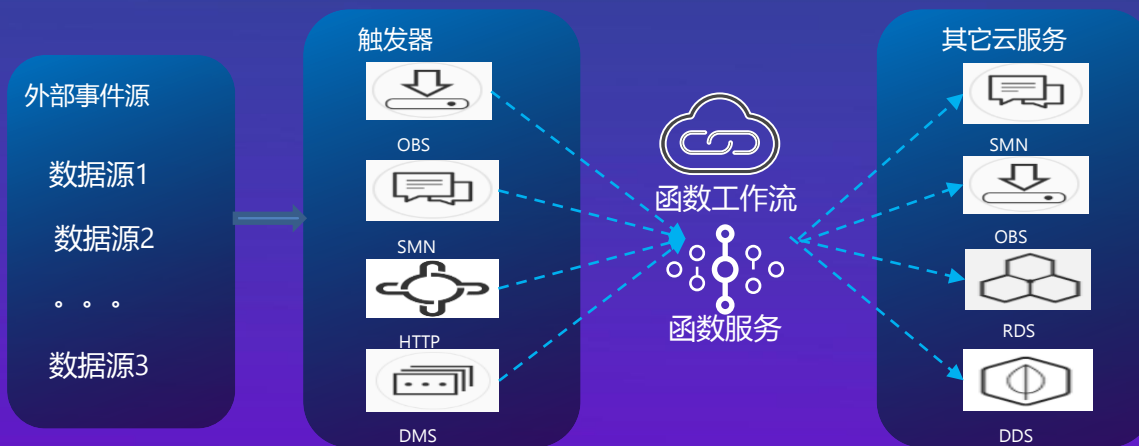 外部事件源
数据源1
数据源2
。。。
数据源3
触发器
OBS
SMN
HTTP
DMS
函数工作流
函数服务
其它云服务
SMN
OBS
RDS
DDS